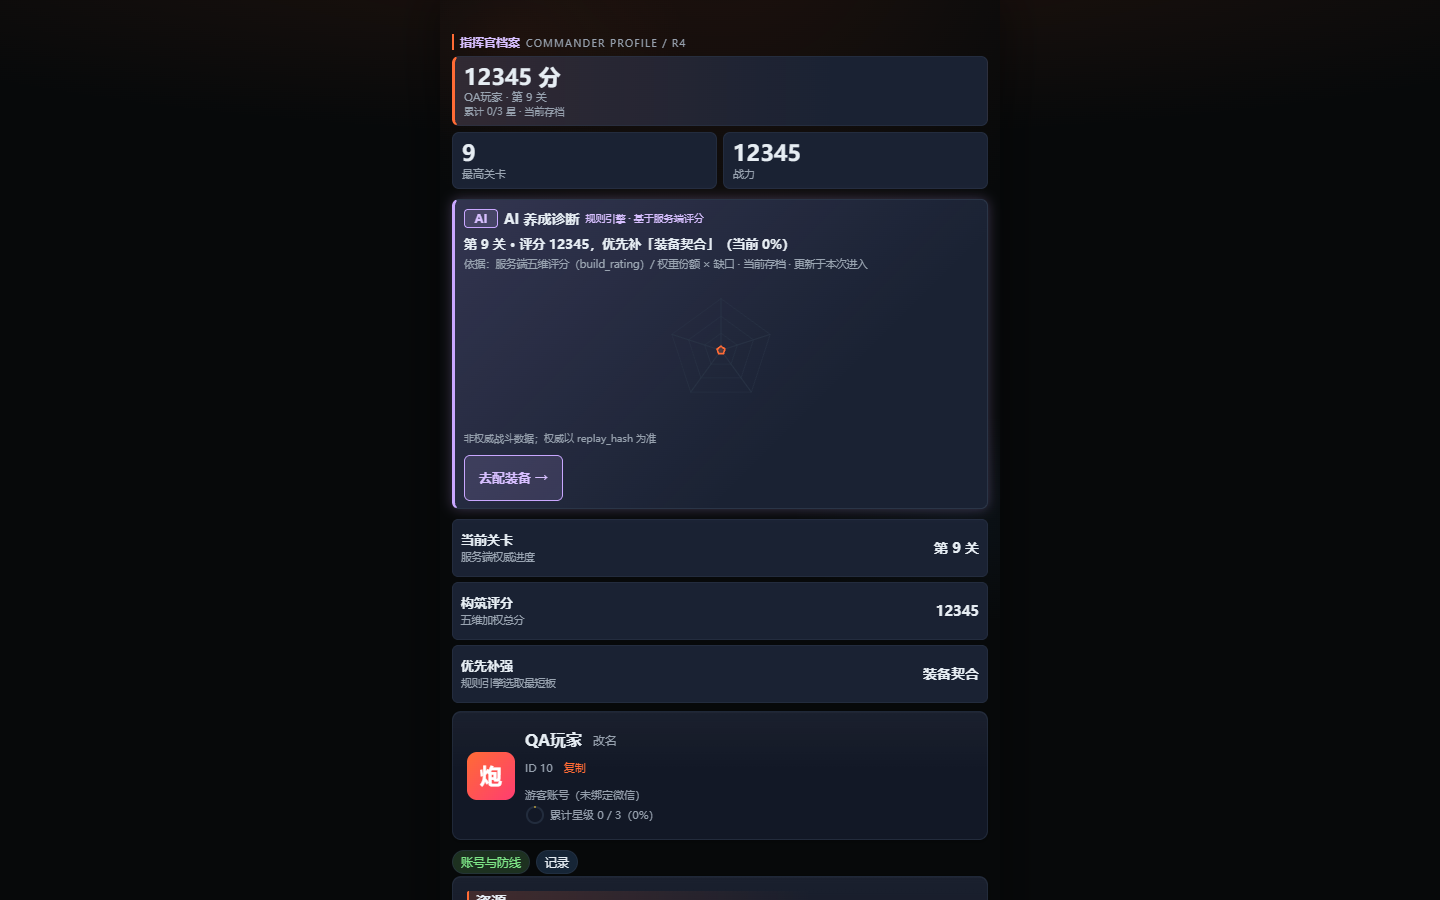 指挥官档案 COMMANDER PROFILE / R4
12345 分
QA玩家 · 第 9 关
累计 0/3 星 · 当前存档
9
最高关卡
12345
战力
AI AI 养成诊断 规则引擎 · 基于服务端评分
第 9 关 • 评分 12345，优先补「装备契合」（当前 0%）
依据：服务端五维评分（build_rating）/ 权重份额 × 缺口 · 当前存档 · 更新于本次进入
非权威战斗数据；权威以 replay_hash 为准
去配装备 →
当前关卡
服务端权威进度
第 9 关
构筑评分
五维加权总分
12345
优先补强
规则引擎选取最短板
装备契合
炮
QA玩家 改名
ID 10 复制
游客账号（未绑定微信）
累计星级 0 / 3（0%）
账号与防线 记录
资源